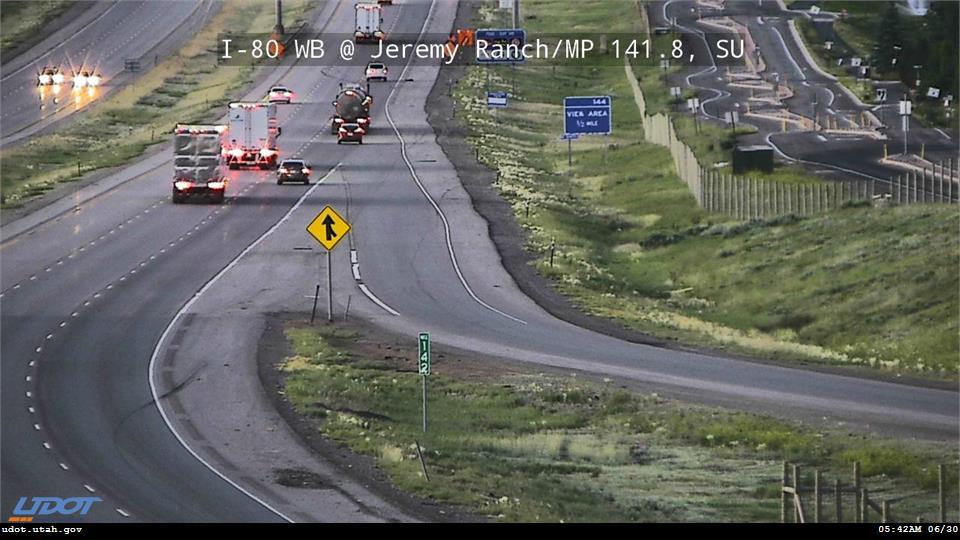 I-80 WB @ Jeremy Ranch/MP 141.8, SU
144
VIEW AREA
½ MILE
MILE
142
UDOT
udot.utah.gov
05:42AM 06/30